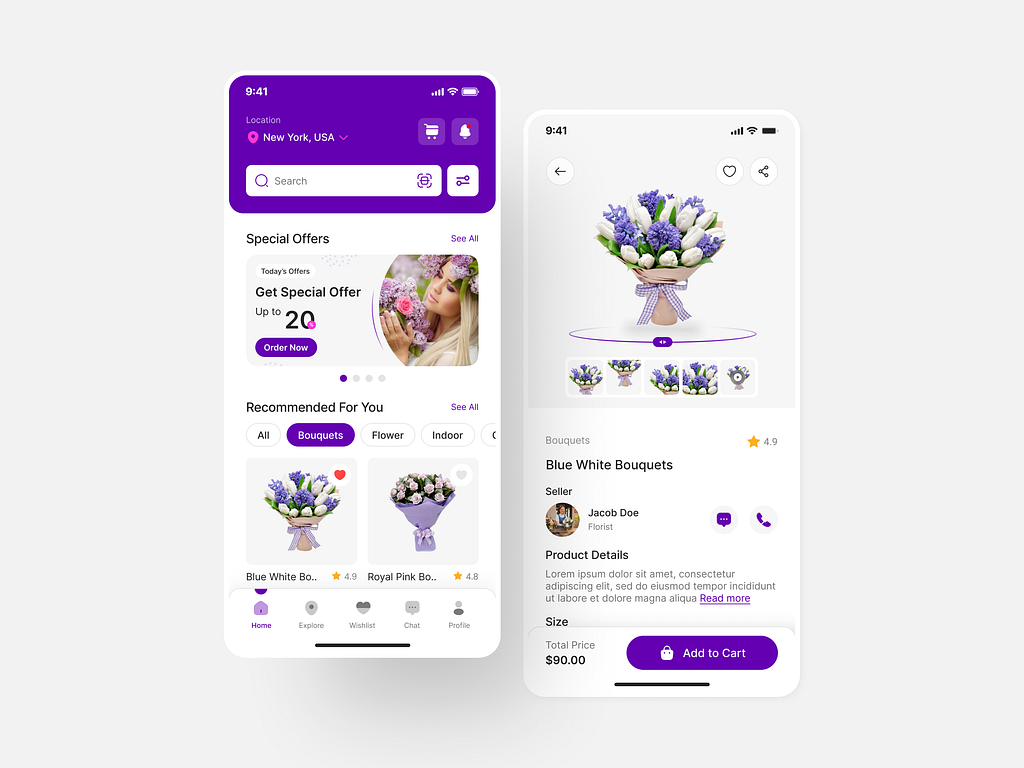 9:41
Location
New York, USA
Search
Special Offers
See All
Today's Offers
Get Special Offer
Up to 20 %
Order Now
Recommended For You
See All
All
Bouquets
Flower
Indoor
Blue White Bo..
4.9
Royal Pink Bo..
4.8
Home
Explore
Wishlist
Chat
Profile
9:41
Bouquets
4.9
Blue White Bouquets
Seller
Jacob Doe
Florist
Product Details
Lorem ipsum dolor sit amet, consectetur
adipiscing elit, sed do eiusmod tempor incididunt
ut labore et dolore magna aliqua Read more
Size
Total Price
$90.00
Add to Cart